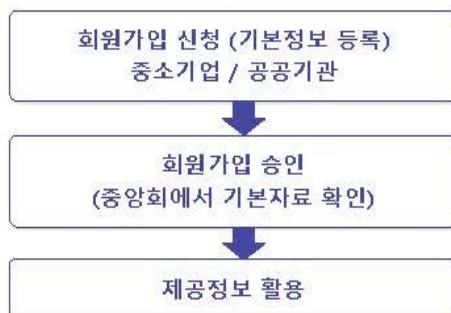 회원가입 신청 (기본정보 등록)
중소기업 / 공공기관
회원가입 승인
(중앙회에서 기본자료 확인)
제공정보 활용